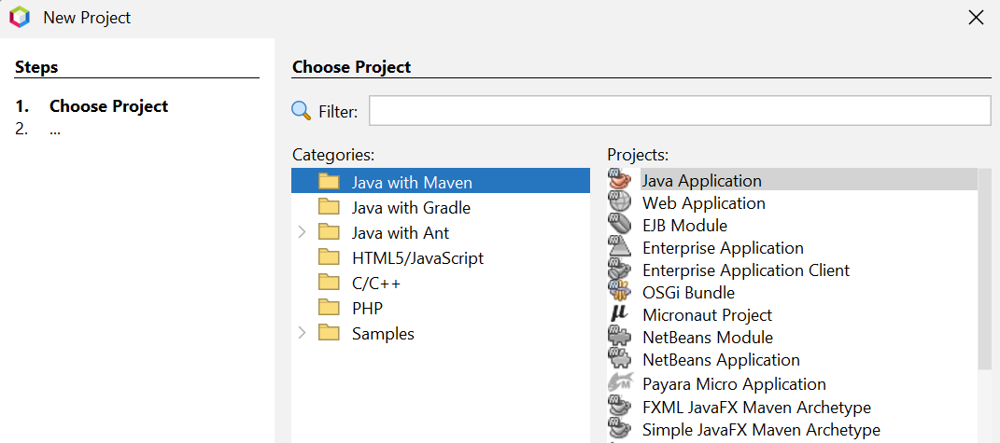 New Project
Steps
1. Choose Project
2. ...
Choose Project
Filter:
Categories:
Java with Maven
Java with Gradle
Java with Ant
HTML5/JavaScript
C/C++
PHP
Samples
Projects:
Java Application
Web Application
EJB Module
Enterprise Application
Enterprise Application Client
OSGi Bundle
Micronaut Project
NetBeans Module
NetBeans Application
Payara Micro Application
FXML JavaFX Maven Archetype
Simple JavaFX Maven Archetype